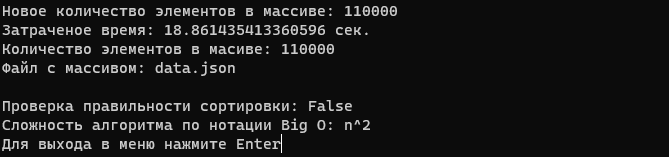 Новое количество элементов в массиве: 110000
Затраченое время: 18.861435413360596 сек.
Количество элементов в масиве: 110000
Файл с массивом: data.json
Проверка правильности сортировки: False
Сложность алгоритма по нотации Big O: n^2
Для выхода в меню нажмите Enter